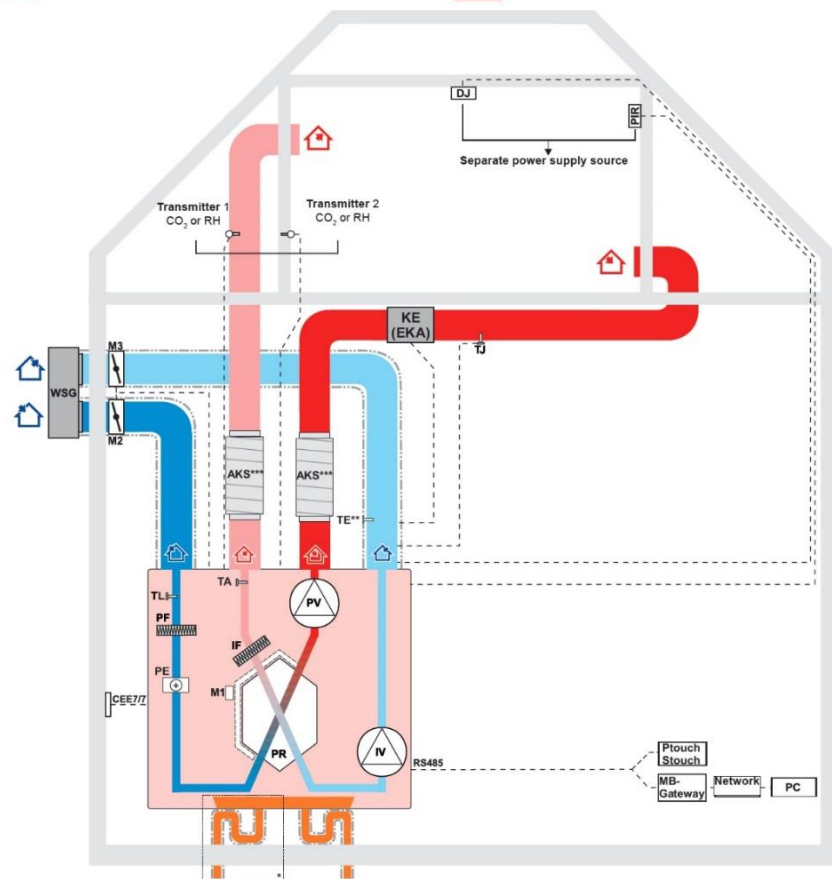 DJ
PIR
Separate power supply source
Transmitter 1
CO2 or RH
Transmitter 2
CO2 or RH
KE
(EKA)
TJ
M3
WSG
M2
AKS***
AKS***
TE**
TA
TL
PV
PF
IF
PE
M1
CEE7/7
PR
IV
RS485
Ptouch
Stouch
MB-
Gateway
Network
PC
*